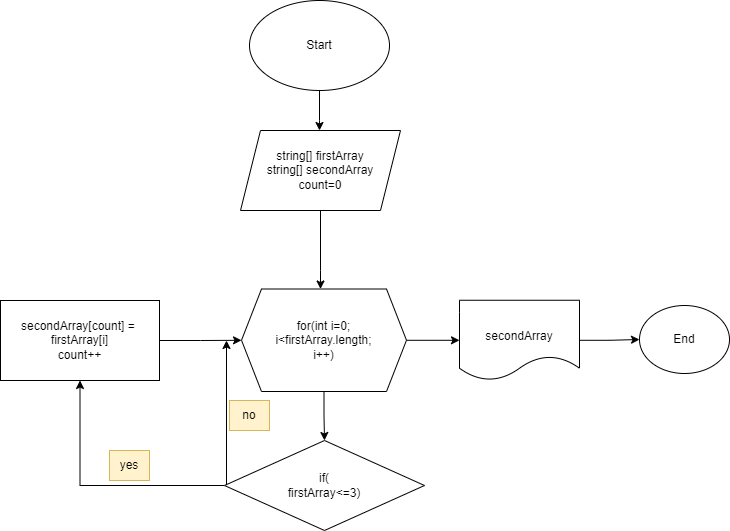 Start
string[] firstArray
string[] secondArray
count=0
secondArray[count] =
firstArray[i]
count++
for(int i=0;
i<firstArray.length;
i++)
secondArray
End
no
yes
if(
firstArray<=3)